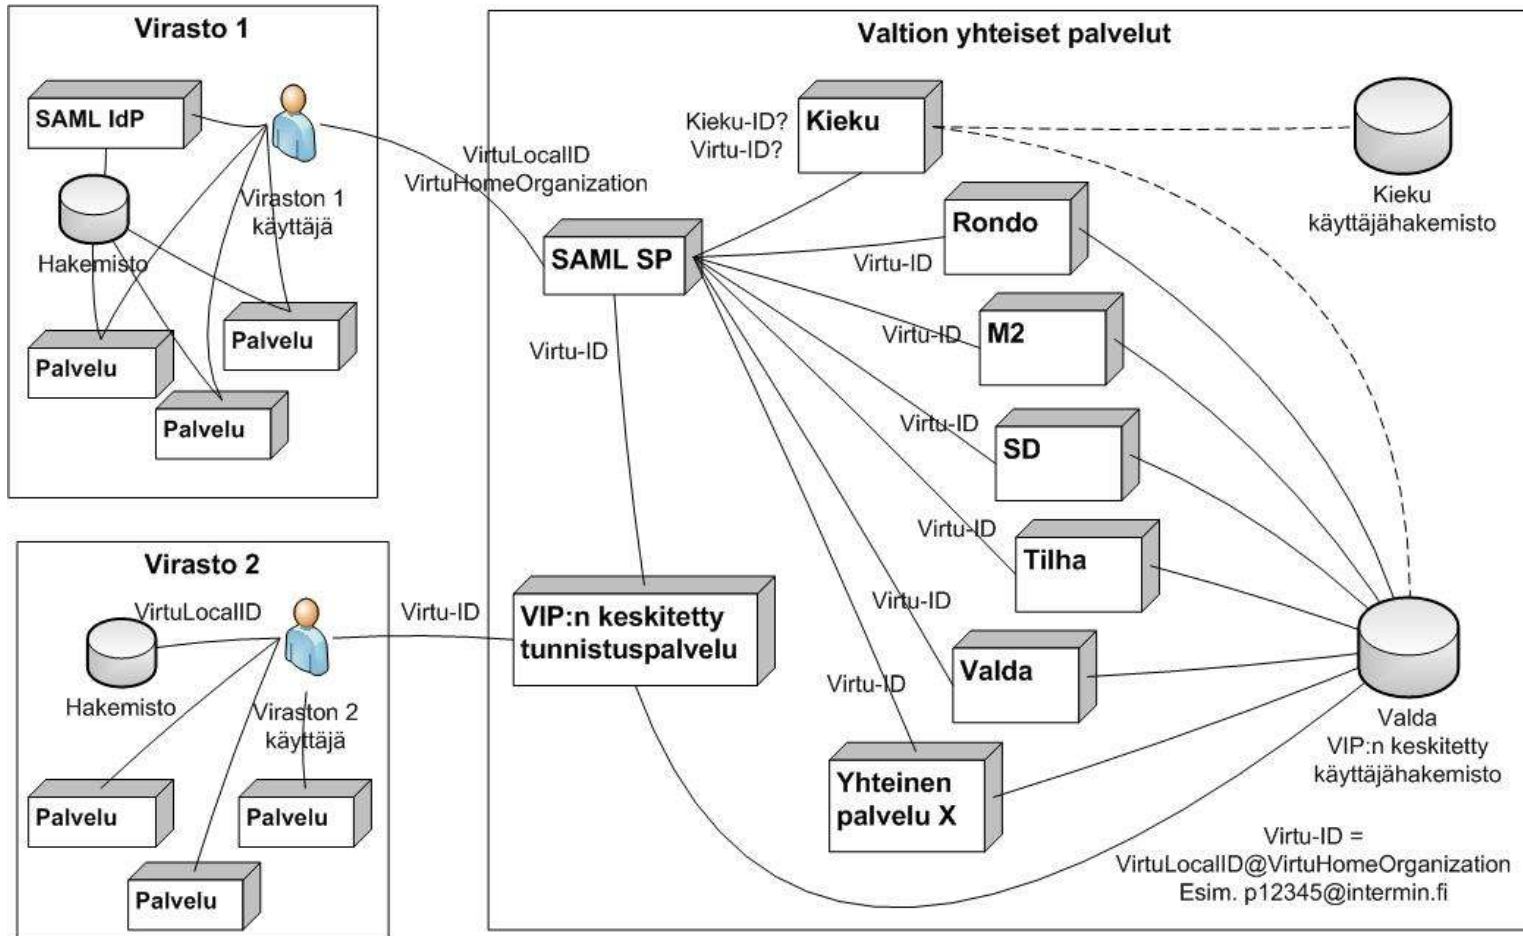 Virasto 1
SAML IdP
Viraston 1
käyttäjä
Hakemisto
Palvelu
Palvelu
Palvelu
Virasto 2
VirtuLocalID
Hakemisto
Viraston 2
käyttäjä
Palvelu
Palvelu
Palvelu
Valtion yhteiset palvelut
VirtuLocalID
VirtuHomeOrganization
SAML SP
Virtu-ID
Virtu-ID
VIP:n keskitetty
tunnistuspalvelu
Kieku-ID?
Virtu-ID?
Kieku
Kieku
käyttäjähakemisto
Virtu-ID
Rondo
Virtu-ID
M2
Virtu-ID
SD
Virtu-ID
Tilha
Virtu-ID
Valda
Virtu-ID
Yhteinen
palvelu X
Valda
VIP:n keskitetty
käyttäjähakemisto
Virtu-ID =
VirtuLocalID@VirtuHomeOrganization
Esim. p12345@intermin.fi